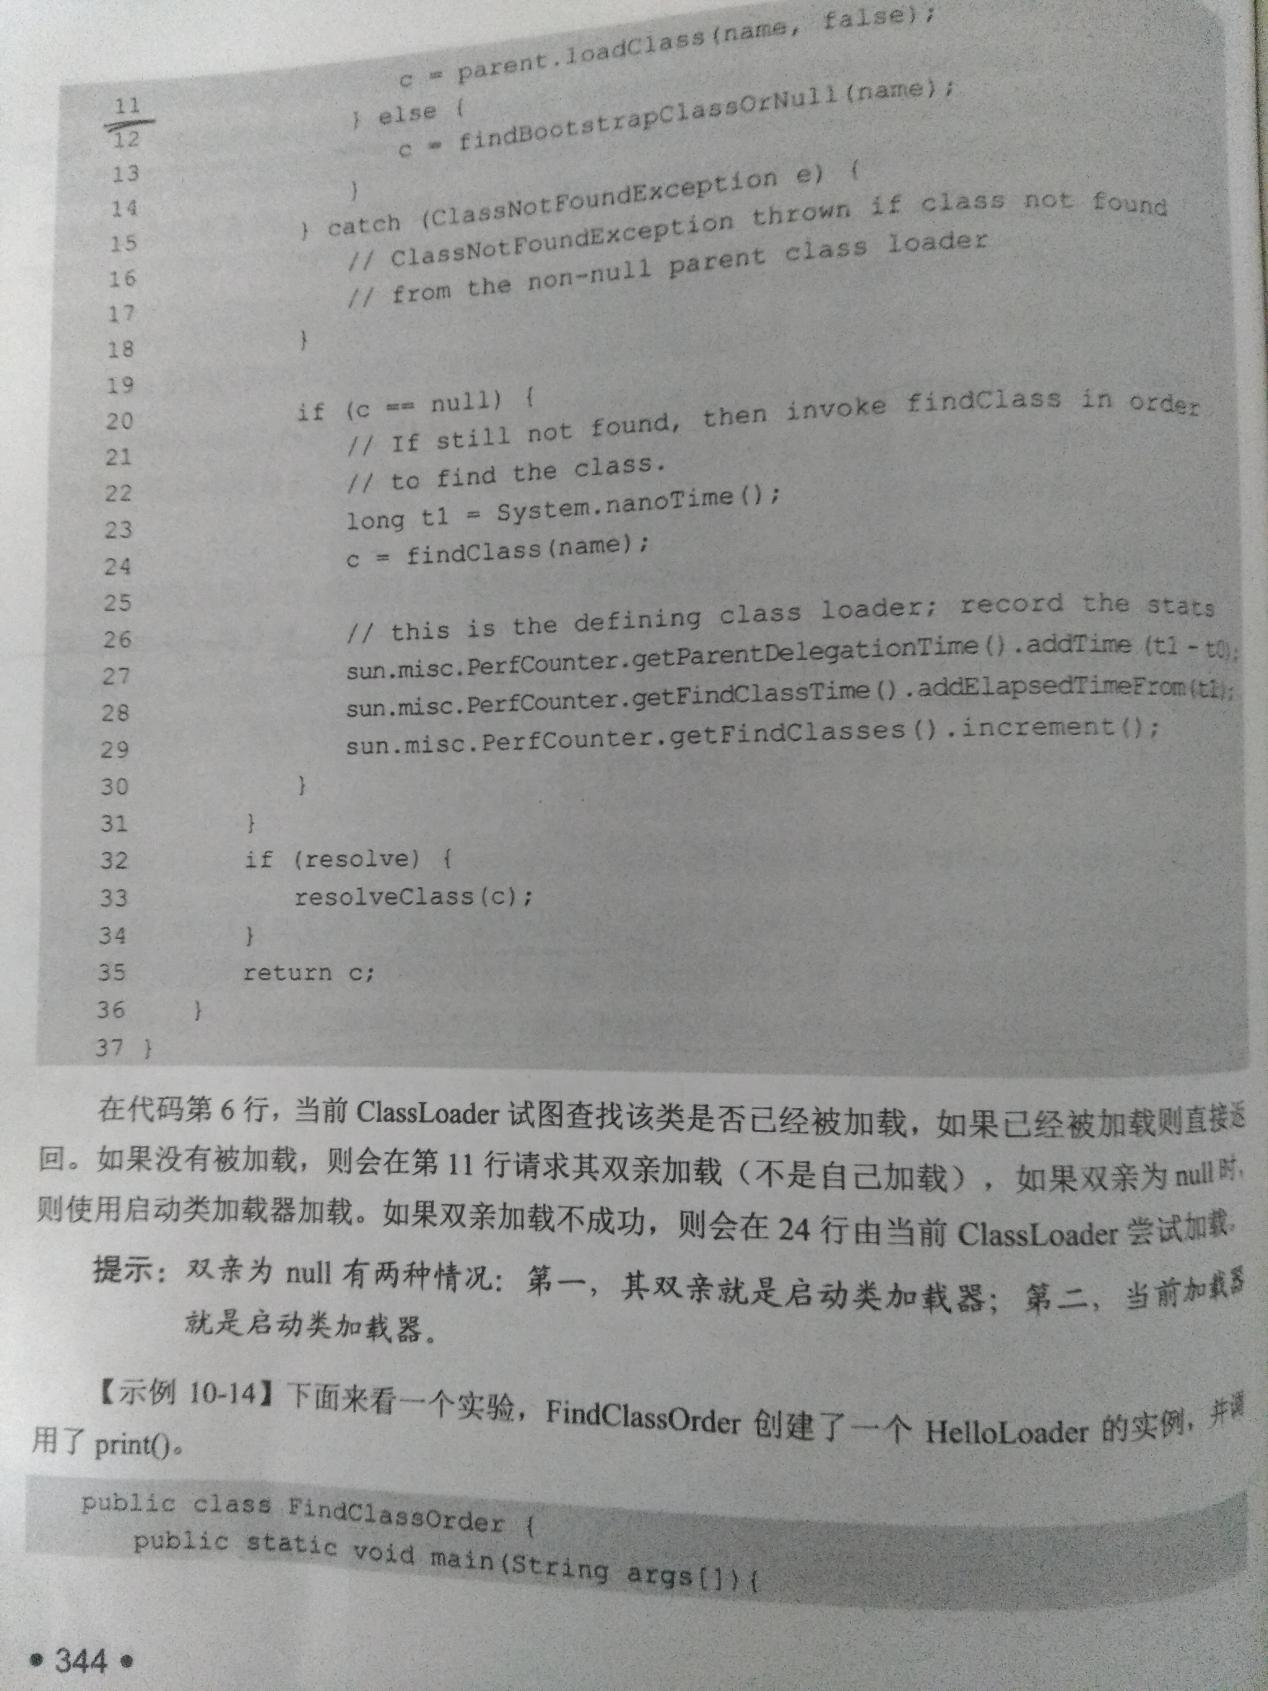 11 c = parent.loadClass(name, false);
12 } else {
13 c = findBootstrapClassOrNull(name);
14 }
15 } catch (ClassNotFoundException e) {
16 // ClassNotFoundException thrown if class not found
17 // from the non-null parent class loader
18 }
19
20 if (c == null) {
21 // If still not found, then invoke findClass in order
22 // to find the class.
23 long t1 = System.nanoTime();
24 c = findClass(name);
25
26 // this is the defining class loader; record the stats
27 sun.misc.PerfCounter.getParentDelegationTime().addTime(t1 - t0);
28 sun.misc.PerfCounter.getFindClassTime().addElapsedTimeFrom(t1);
29 sun.misc.PerfCounter.getFindClasses().increment();
30 }
31 }
32 if (resolve) {
33 resolveClass(c);
34 }
35 return c;
36 }
37 }
在代码第 6 行，当前 ClassLoader 试图查找该类是否已经被加载，如果已经被加载则直接返
回。如果没有被加载，则会在第 11 行请求其双亲加载（不是自己加载），如果双亲为 null 时，
则使用启动类加载器加载。如果双亲加载不成功，则会在 24 行由当前 ClassLoader 尝试加载。
提示：双亲为 null 有两种情况：第一，其双亲就是启动类加载器；第二，当前加载器
就是启动类加载器。
【示例 10-14】下面来看一个实验，FindClassOrder 创建了一个 HelloLoader 的实例，并调
用了 print()。
public class FindClassOrder {
public static void main(String args[]){
• 344 •